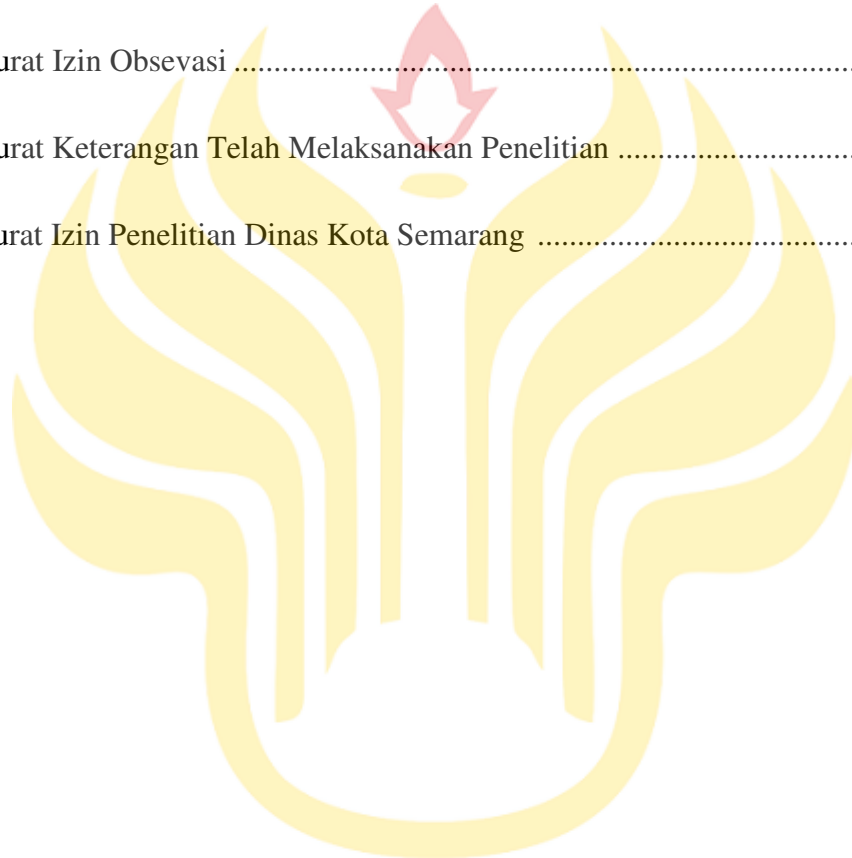 urat Izin Obsevasi ..............................................................................
urat Keterangan Telah Melaksanakan Penelitian ..............................
urat Izin Penelitian Dinas Kota Semarang ........................................